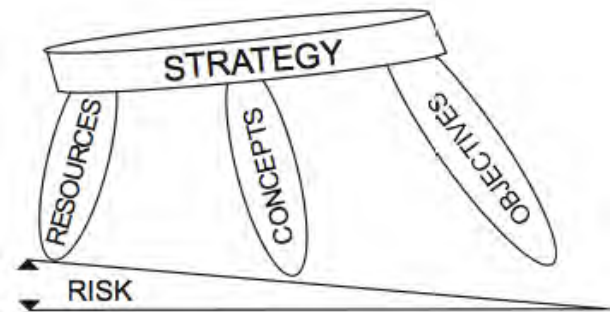 STRATEGY
RESOURCES
CONCEPTS
OBJECTIVES
RISK